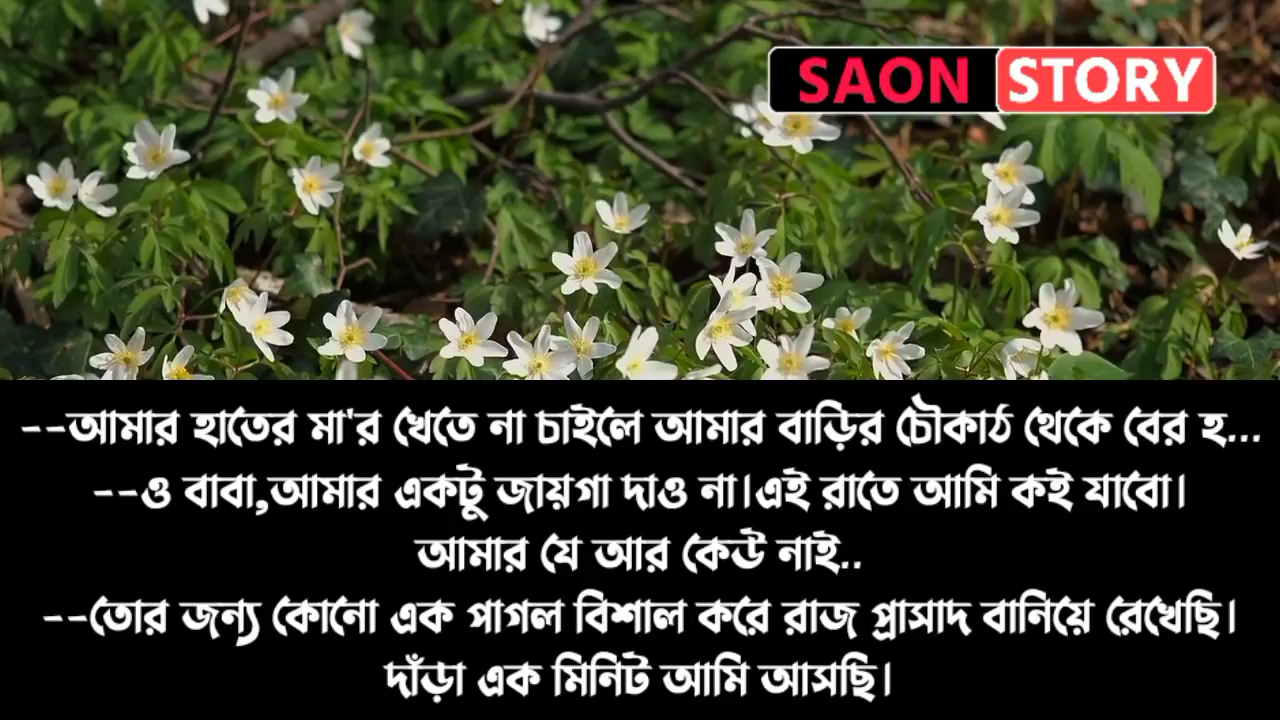 SAON STORY
--আমার হাতের মা'র খেতে না চাইলে আমার বাড়ির চৌকাঠ থেকে বের হ...
--ও বাবা,আমার একটু জায়গা দাও না।এই রাতে আমি কই যাবো।
আমার যে আর কেউ নাই..
--তোর জন্য কোনো এক পাগল বিশাল করে রাজ প্রাসাদ বানিয়ে রেখেছি।
দাঁড়া এক মিনিট আমি আসছি।